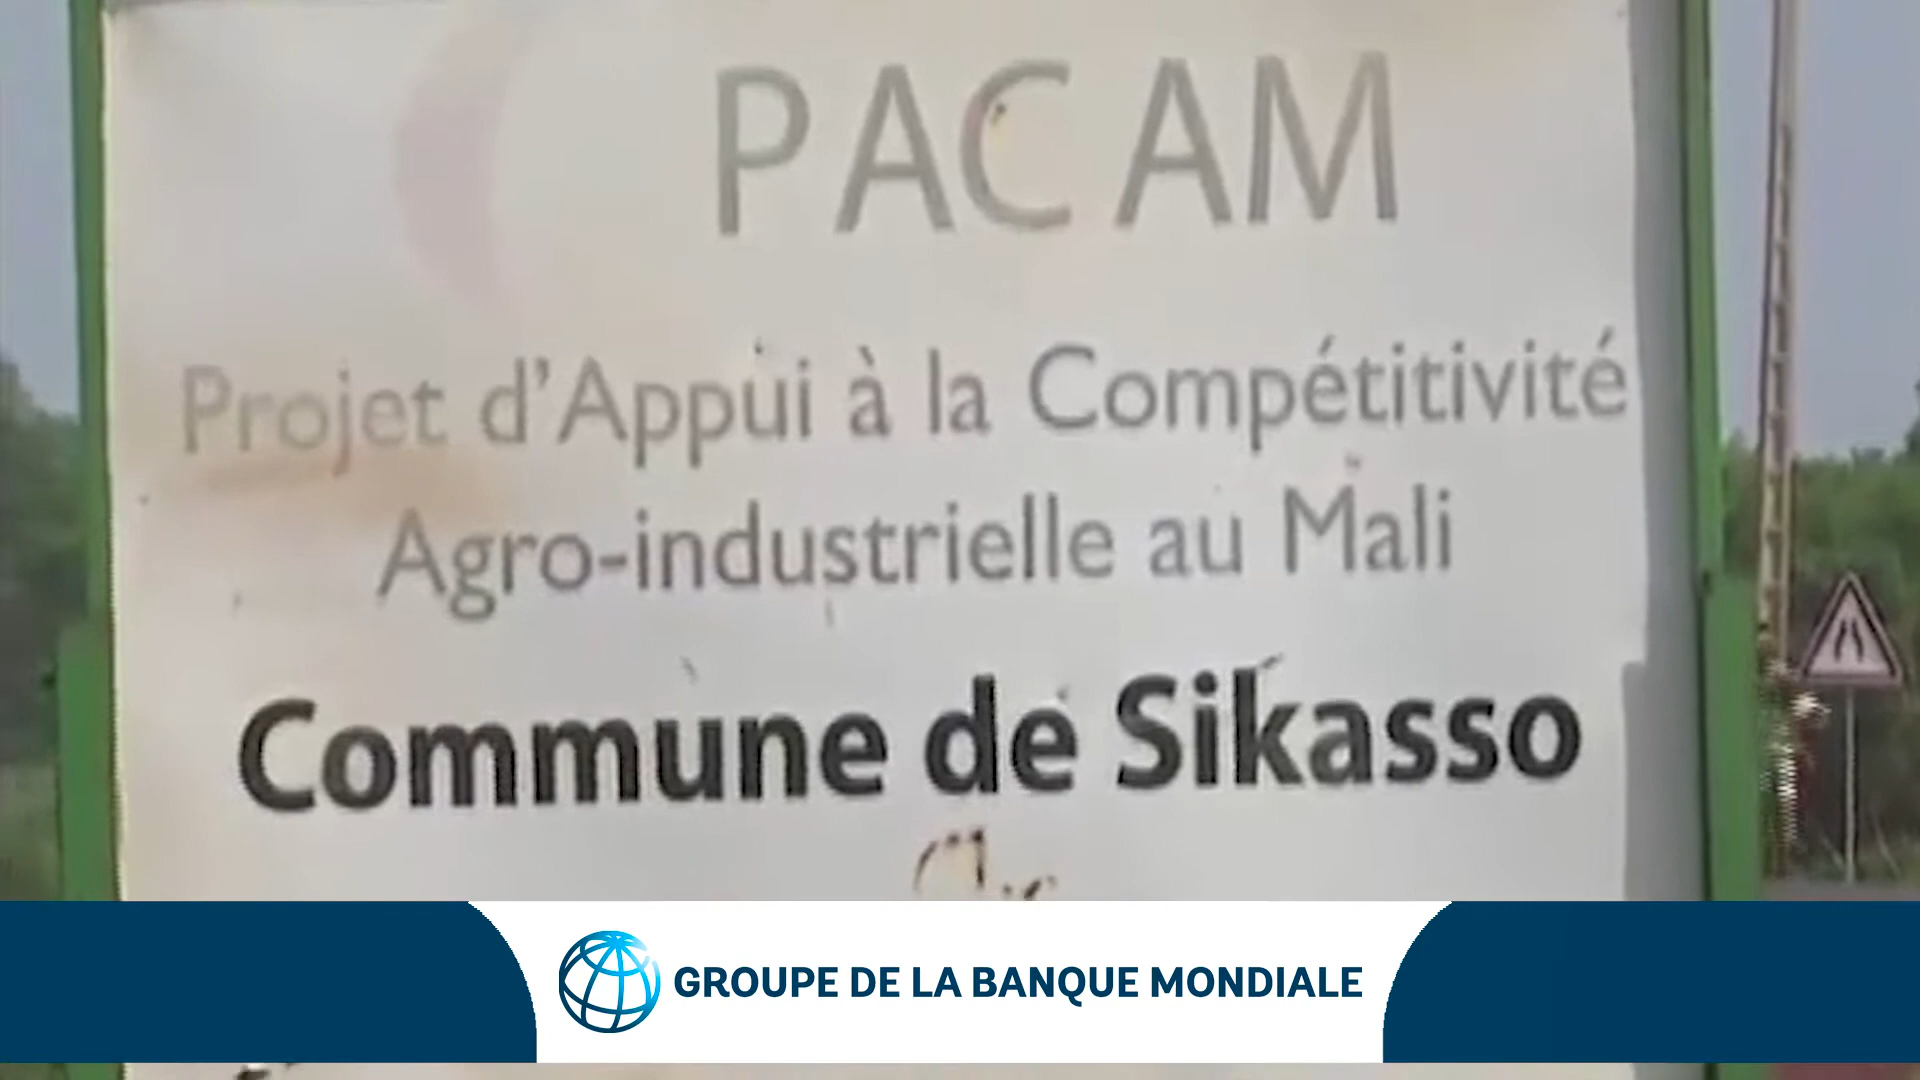 PACAM
Projet d'Appui à la Compétitivité
Agro-industrielle au Mali
Commune de Sikasso
GROUPE DE LA BANQUE MONDIALE